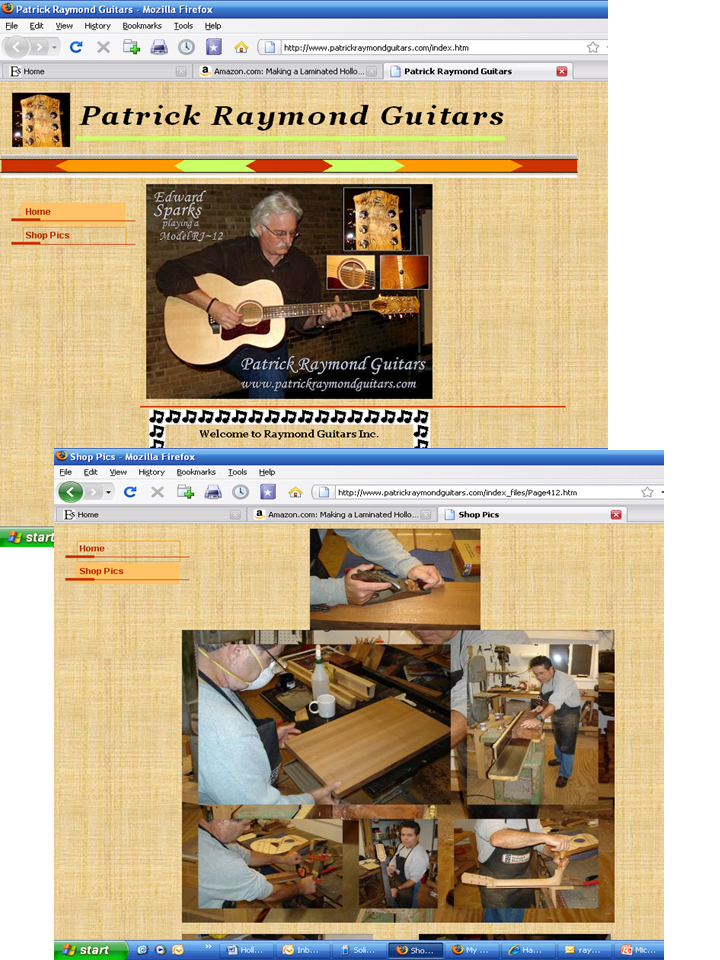 Patrick Raymond Guitars - Mozilla Firefox
File Edit View History Bookmarks Tools Help
http://www.patrickraymondguitars.com/index.htm
Home
Amazon.com: Making a Laminated Hollo...
Patrick Raymond Guitars
Patrick Raymond Guitars
Home
Shop Pics
Edward
Sparks
playing a
Model RJ~12
Patrick Raymond Guitars
www.patrickraymondguitars.com
Welcome to Raymond Guitars Inc.
start
Shop Pics - Mozilla Firefox
File Edit View History Bookmarks Tools Help
http://www.patrickraymondguitars.com/index_files/Page412.htm
Home
Amazon.com: Making a Laminated Hollo...
Shop Pics
Home
Shop Pics
start
»
Holl...
Inb...
Soli...
Sho...
My ...
Ha...
ray...
Mic...